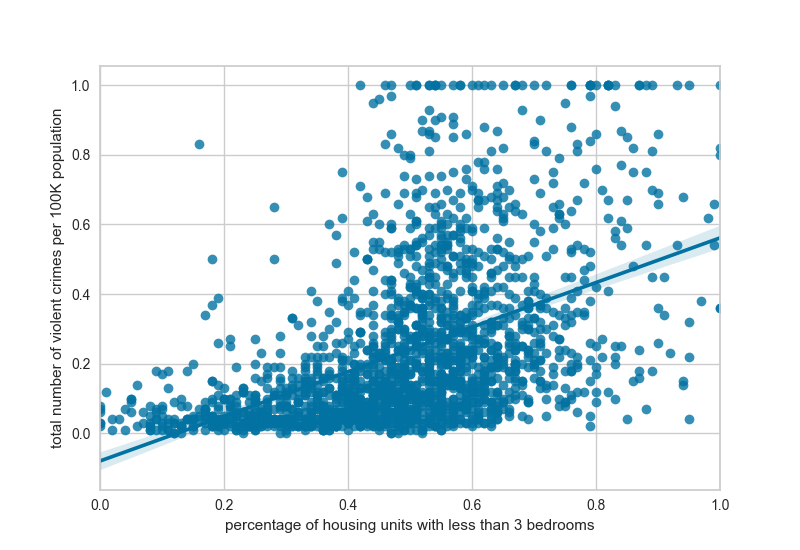 total number of violent crimes per 100K population
1.0
0.8
0.6
0.4
0.2
0.0
0.0 0.2 0.4 0.6 0.8 1.0
percentage of housing units with less than 3 bedrooms